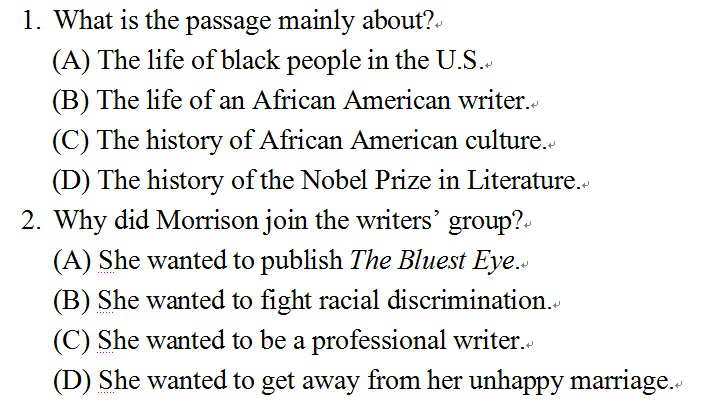 1. What is the passage mainly about?
(A) The life of black people in the U.S.
(B) The life of an African American writer.
(C) The history of African American culture.
(D) The history of the Nobel Prize in Literature.
2. Why did Morrison join the writers’ group?
(A) She wanted to publish The Bluest Eye.
(B) She wanted to fight racial discrimination.
(C) She wanted to be a professional writer.
(D) She wanted to get away from her unhappy marriage.